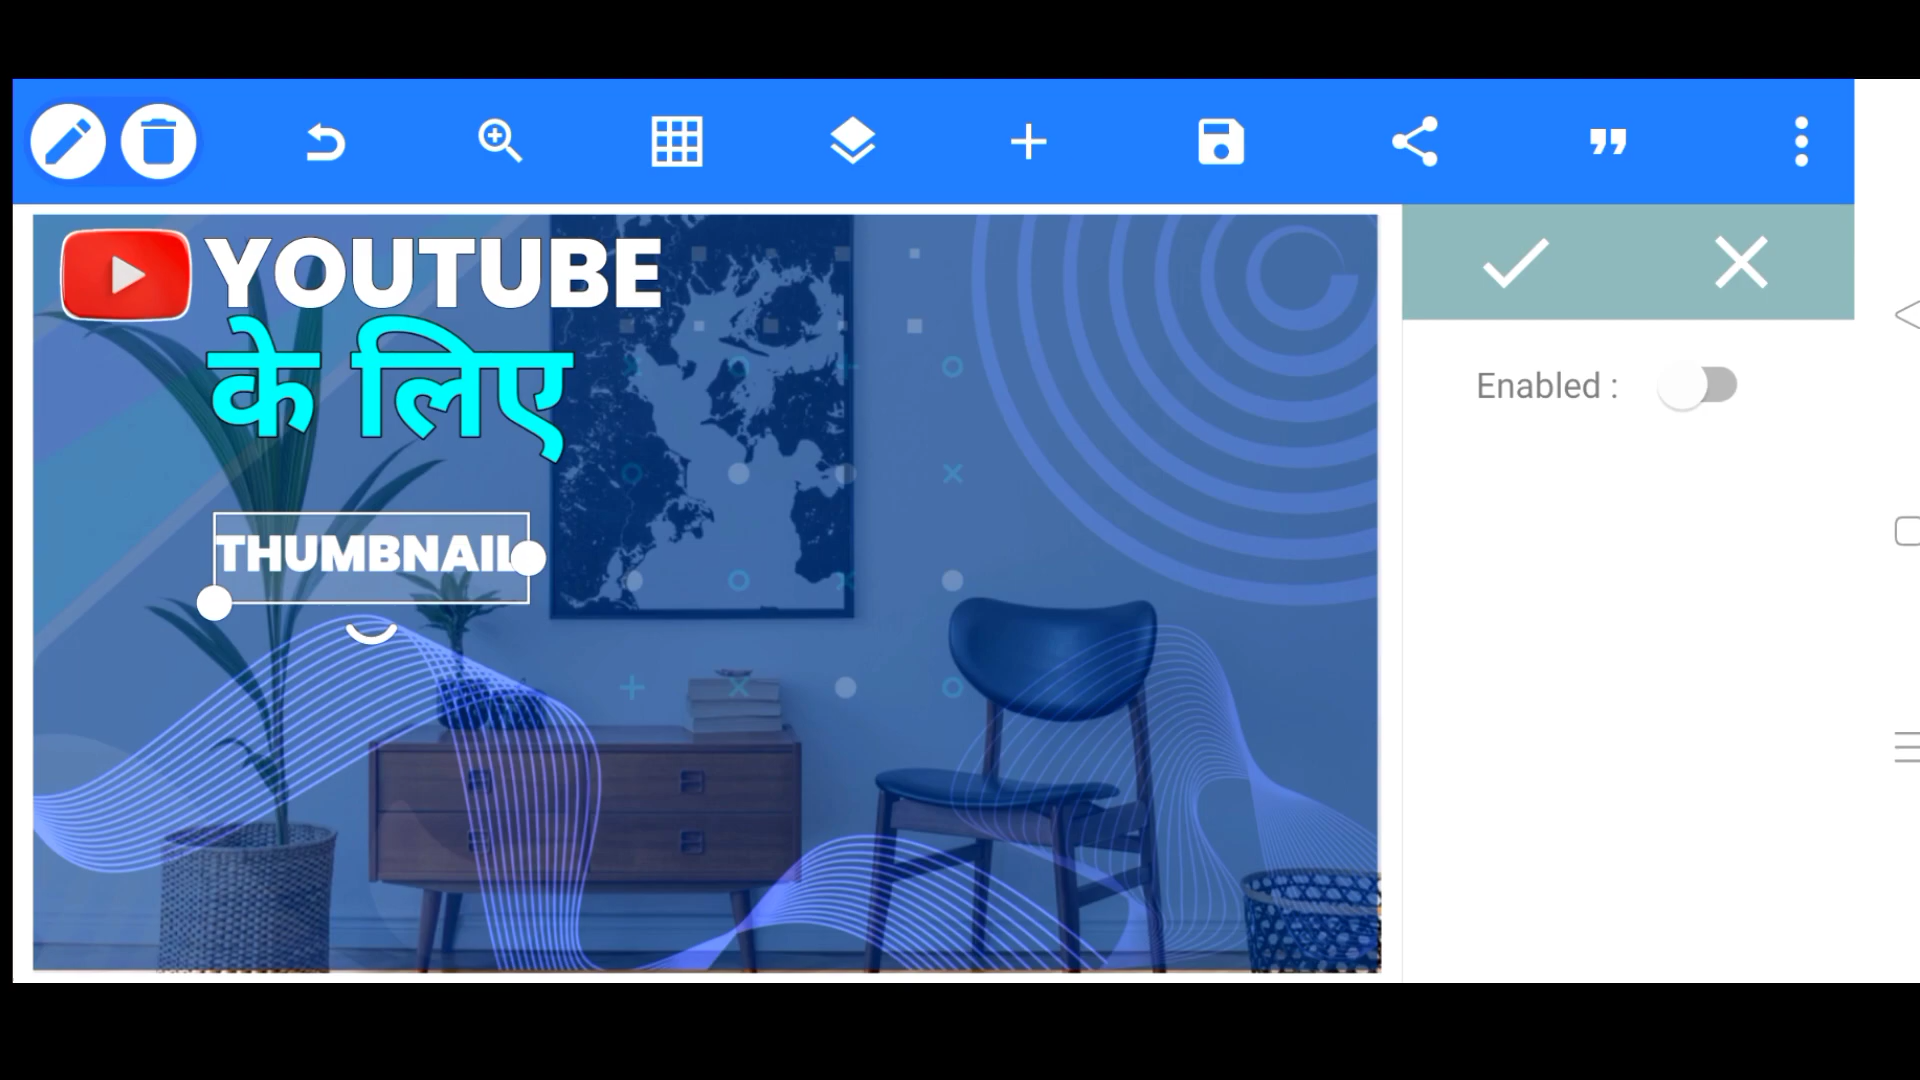 YOUTUBE
के लिए
THUMBNAIL
Enabled :